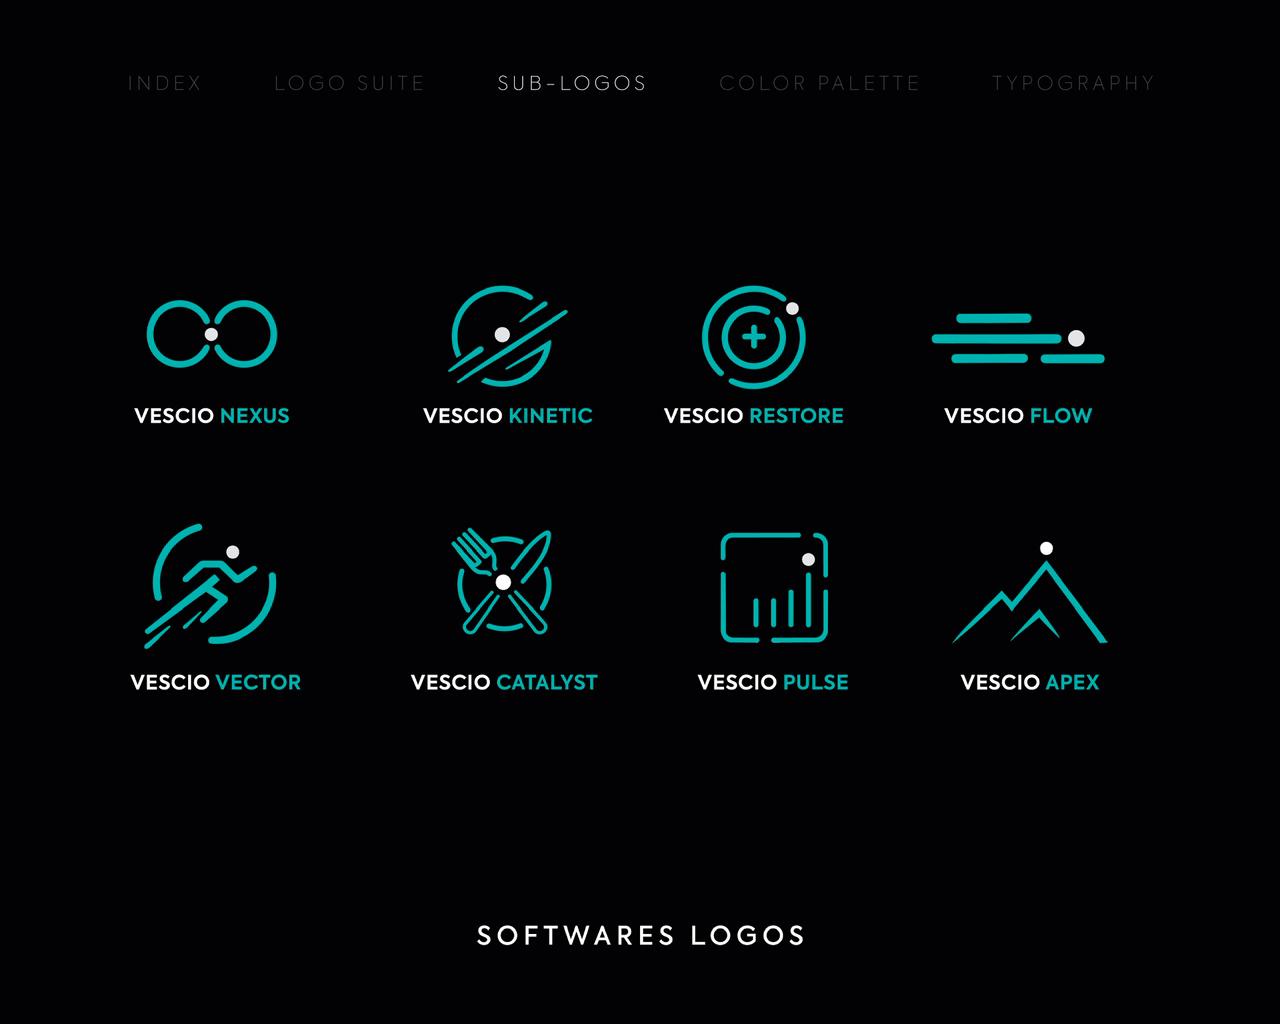 INDEX LOGO SUITE SUB-LOGOS COLOR PALETTE TYPOGRAPHY
VESCIO NEXUS
VESCIO KINETIC
VESCIO RESTORE
VESCIO FLOW
VESCIO VECTOR
VESCIO CATALYST
VESCIO PULSE
VESCIO APEX
SOFTWARES LOGOS